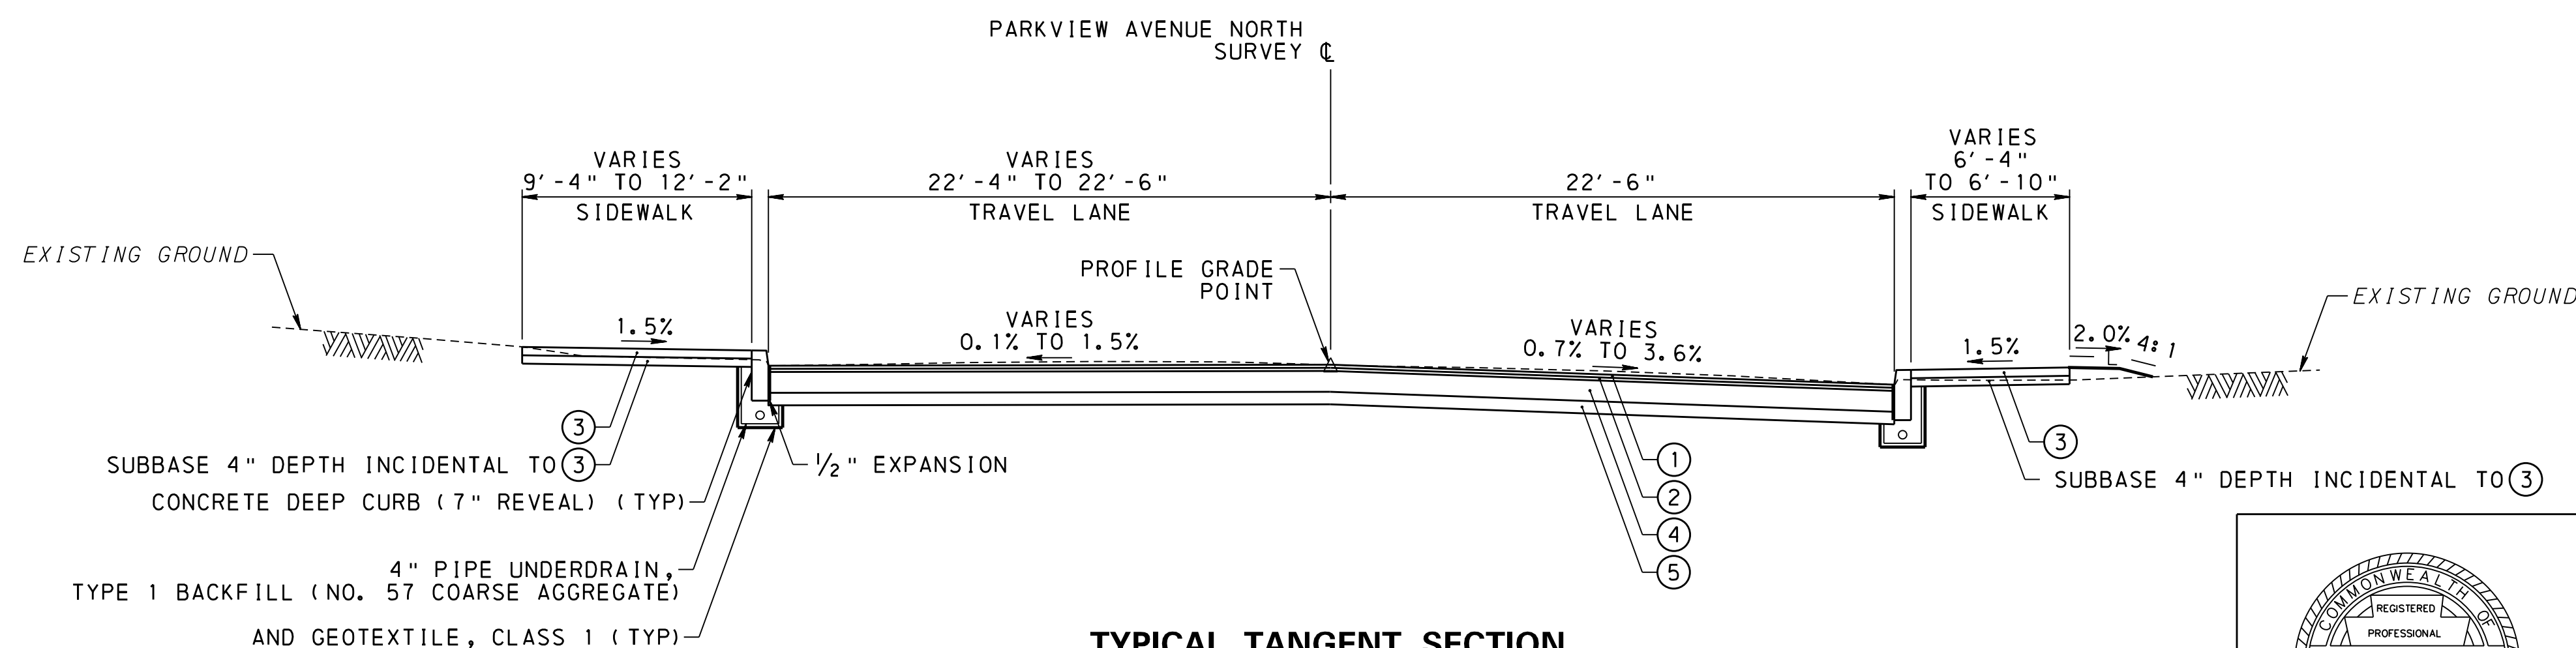 PARKVIEW AVENUE NORTH
SURVEY ℄
VARIES
9'-4" TO 12'-2"
SIDEWALK
VARIES
22'-4" TO 22'-6"
TRAVEL LANE
22'-6"
TRAVEL LANE
VARIES
6'-4"
TO 6'-10"
SIDEWALK
EXISTING GROUND
PROFILE GRADE
POINT
EXISTING GROUND
1.5%
VARIES
0.1% TO 1.5%
VARIES
0.7% TO 3.6%
1.5%
2.0%
4:1
3
SUBBASE 4" DEPTH INCIDENTAL TO 3
CONCRETE DEEP CURB (7" REVEAL) (TYP)
1/2" EXPANSION
4" PIPE UNDERDRAIN,
TYPE 1 BACKFILL (NO. 57 COARSE AGGREGATE)
AND GEOTEXTILE, CLASS 1 (TYP)
1
2
4
5
3
SUBBASE 4" DEPTH INCIDENTAL TO 3
TYPICAL TANGENT SECTION
COMMONWEALTH OF
REGISTERED
PROFESSIONAL